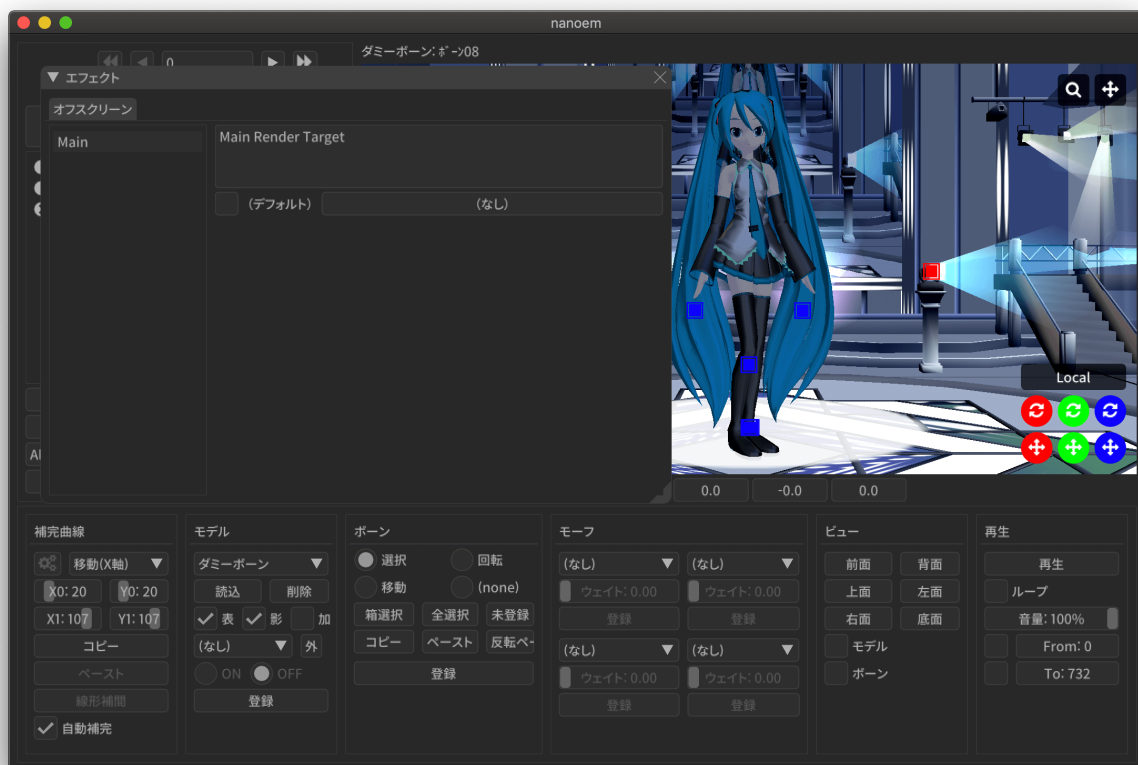 nanoem
0
ダミーボーン: ﾎﾞｰﾝ08
エフェクト
オフスクリーン
Main
Main Render Target
(デフォルト)
(なし)
Local
0.0
-0.0
0.0
補完曲線
移動(X軸)
X0: 20
Y0: 20
X1: 107
Y1: 107
コピー
ペースト
線形補間
自動補完
モデル
ダミーボーン
読込
削除
表
影
加
(なし)
外
ON
OFF
登録
ボーン
選択
回転
移動
(none)
箱選択
全選択
未登録
コピー
ペースト
反転ペー
登録
モーフ
(なし)
(なし)
ウェイト: 0.00
ウェイト: 0.00
登録
登録
(なし)
(なし)
ウェイト: 0.00
ウェイト: 0.00
登録
登録
ビュー
前面
背面
上面
左面
右面
底面
モデル
ボーン
再生
再生
ループ
音量: 100%
From: 0
To: 732